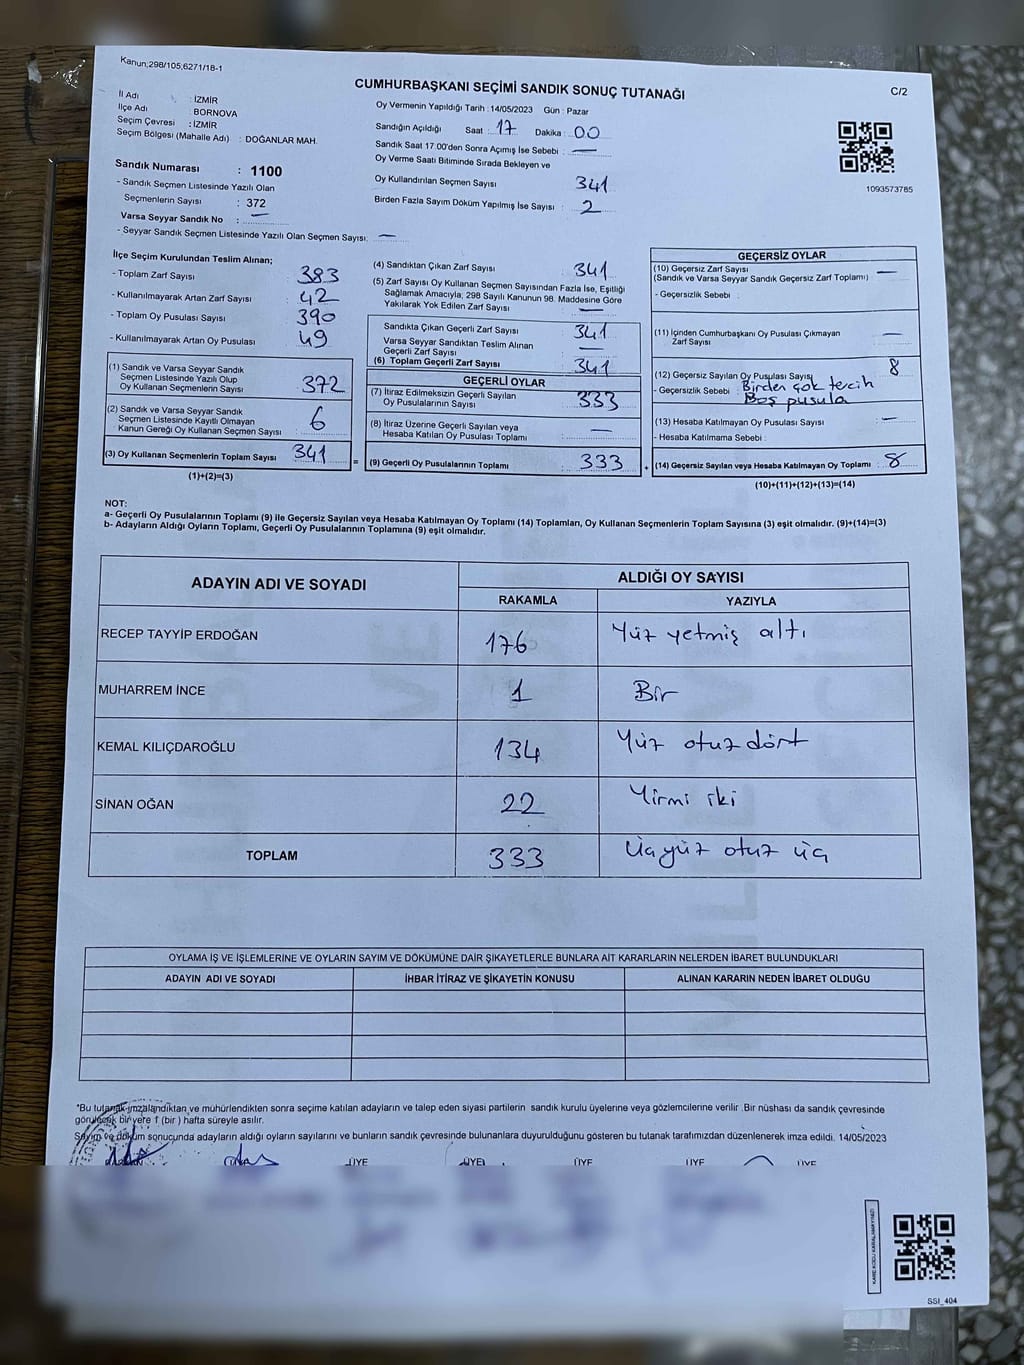 Kanun;298/105,6271/18-1
CUMHURBAŞKANI SEÇİMİ SANDIK SONUÇ TUTANAĞI
C/2
İl Adı : İZMİR
İlçe Adı : BORNOVA
Seçim Çevresi : İZMİR
Seçim Bölgesi (Mahalle Adı) : DOĞANLAR MAH.
Sandık Numarası : 1100
- Sandık Seçmen Listesinde Yazılı Olan
Seçmenlerin Sayısı : 372
Varsa Seyyar Sandık No : —
- Seyyar Sandık Seçmen Listesinde Yazılı Olan Seçmen Sayısı: —
Oy Vermenin Yapıldığı Tarih : 14/05/2023 Gün : Pazar
Sandığın Açıldığı Saat : 17 Dakika : 00
Sandık Saat 17.00'den Sonra Açımış İse Sebebi : —
Oy Verme Saati Bitiminde Sırada Bekleyen ve
Oy Kullandırılan Seçmen Sayısı 341
Birden Fazla Sayım Döküm Yapılmış İse Sayısı : 2
1093573785
İlçe Seçim Kurulundan Teslim Alınan;
- Toplam Zarf Sayısı : 383
- Kullanılmayarak Artan Zarf Sayısı : 42
- Toplam Oy Pusulası Sayısı : 390
- Kullanılmayarak Artan Oy Pusulası : 49
(1) Sandık ve Varsa Seyyar Sandık
Seçmen Listesinde Yazılı Olup
Oy Kullanan Seçmenlerin Sayısı : 372
(2) Sandık ve Varsa Seyyar Sandık
Seçmen Listesinde Kayıtlı Olmayan
Kanun Gereği Oy Kullanan Seçmen Sayısı : 6
(3) Oy Kullanan Seçmenlerin Toplam Sayısı : 341
(1)+(2)=(3)
(4) Sandıktan Çıkan Zarf Sayısı 341
(5) Zarf Sayısı Oy Kullanan Seçmen Sayısından Fazla İse, Eşitliği
Sağlamak Amacıyla; 298 Sayılı Kanunun 98. Maddesine Göre
Yakılarak Yok Edilen Zarf Sayısı : —
Sandıkta Çıkan Geçerli Zarf Sayısı : 341
Varsa Seyyar Sandıktan Teslim Alınan
Geçerli Zarf Sayısı : —
(6) Toplam Geçerli Zarf Sayısı : 341
GEÇERLİ OYLAR
(7) İtiraz Edilmeksizin Geçerli Sayılan
Oy Pusulalarının Sayısı : 333
(8) İtiraz Üzerine Geçerli Sayılan veya
Hesaba Katılan Oy Pusulası Toplamı : —
= (9) Geçerli Oy Pusulalarının Toplamı : 333
GEÇERSİZ OYLAR
(10) Geçersiz Zarf Sayısı —
(Sandık ve Varsa Seyyar Sandık Geçersiz Zarf Toplamı)
- Geçersizlik Sebebi :
(11) İçinden Cumhurbaşkanı Oy Pusulası Çıkmayan
Zarf Sayısı —
(12) Geçersiz Sayılan Oy Pusulası Sayısı 8
- Geçersizlik Sebebi : Birden çok tercih
Boş pusula
(13) Hesaba Katılmayan Oy Pusulası Sayısı —
- Hesaba Katılmama Sebebi :
+ (14) Geçersiz Sayılan veya Hesaba Katılmayan Oy Toplamı : 8
(10)+(11)+(12)+(13)=(14)
NOT:
a- Geçerli Oy Pusulalarının Toplamı (9) ile Geçersiz Sayılan veya Hesaba Katılmayan Oy Toplamı (14) Toplamları, Oy Kullanan Seçmenlerin Toplam Sayısına (3) eşit olmalıdır. (9)+(14)=(3)
b- Adayların Aldığı Oyların Toplamı, Geçerli Oy Pusulalarının Toplamına (9) eşit olmalıdır.
ADAYIN ADI VE SOYADI
ALDIĞI OY SAYISI
RAKAMLA YAZIYLA
RECEP TAYYİP ERDOĞAN 176 Yüz yetmiş altı
MUHARREM İNCE 1 Bir
KEMAL KILIÇDAROĞLU 134 Yüz otuz dört
SİNAN OĞAN 22 Yirmi iki
TOPLAM 333 Üçyüz otuz üç
OYLAMA İŞ VE İŞLEMLERİNE VE OYLARIN SAYIM VE DÖKÜMÜNE DAİR ŞİKAYETLERLE BUNLARA AİT KARARLARIN NELERDEN İBARET BULUNDUKLARI
ADAYIN ADI VE SOYADI İHBAR İTİRAZ VE ŞİKAYETİN KONUSU ALINAN KARARIN NEDEN İBARET OLDUĞU
*Bu tutanak imzalandıktan ve mühürlendikten sonra seçime katılan adayların ve talep eden siyasi partilerin sandık kurulu üyelerine veya gözlemcilerine verilir .Bir nüshası da sandık çevresinde
görülecek bir yere 1 (bir ) hafta süreyle asılır.
Sayım ve döküm sonucunda adayların aldığı oyların sayılarını ve bunların sandık çevresinde bulunanlara duyurulduğunu gösteren bu tutanak tarafımızdan düzenlenerek imza edildi. 14/05/2023
ÜYE ÜYE ÜYE ÜYE ÜYE
SSI_404